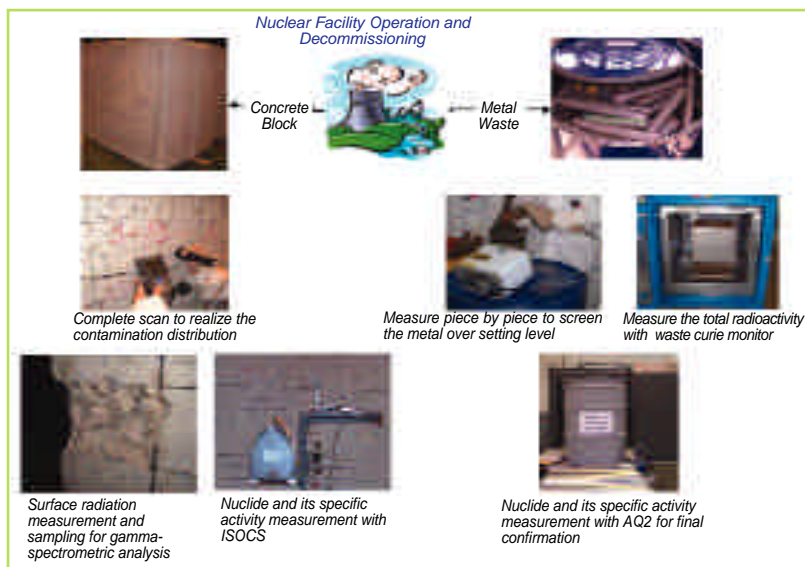 Nuclear Facility Operation and
Decommissioning
Concrete
Block
Metal
Waste
Complete scan to realize the
contamination distribution
Measure piece by piece to screen
the metal over setting level
Measure the total radioactivity
with waste curie monitor
Surface radiation
measurement and
sampling for gamma-
spectrometric analysis
Nuclide and its specific
activity measurement with
ISOCS
Nuclide and its specific activity
measurement with AQ2 for final
confirmation